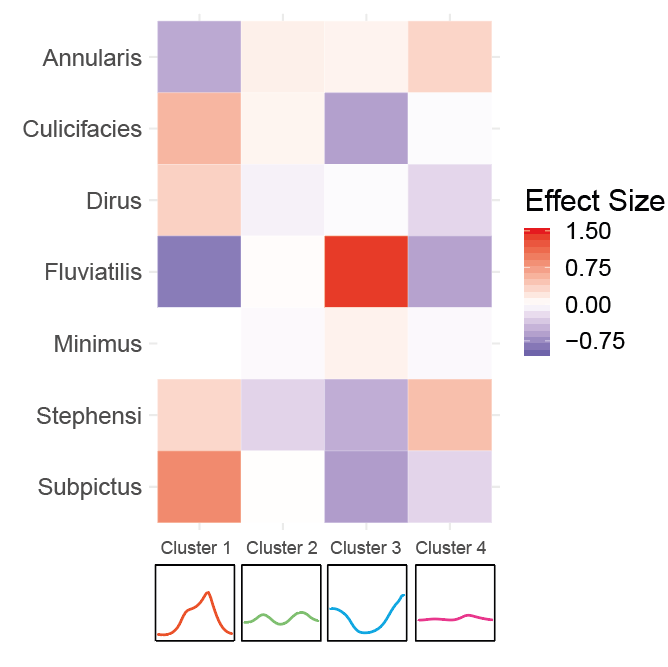 Annularis
Culicifacies
Dirus
Fluviatilis
Minimus
Stephensi
Subpictus
Cluster 1 Cluster 2 Cluster 3 Cluster 4
Effect Size
1.50
0.75
0.00
−0.75